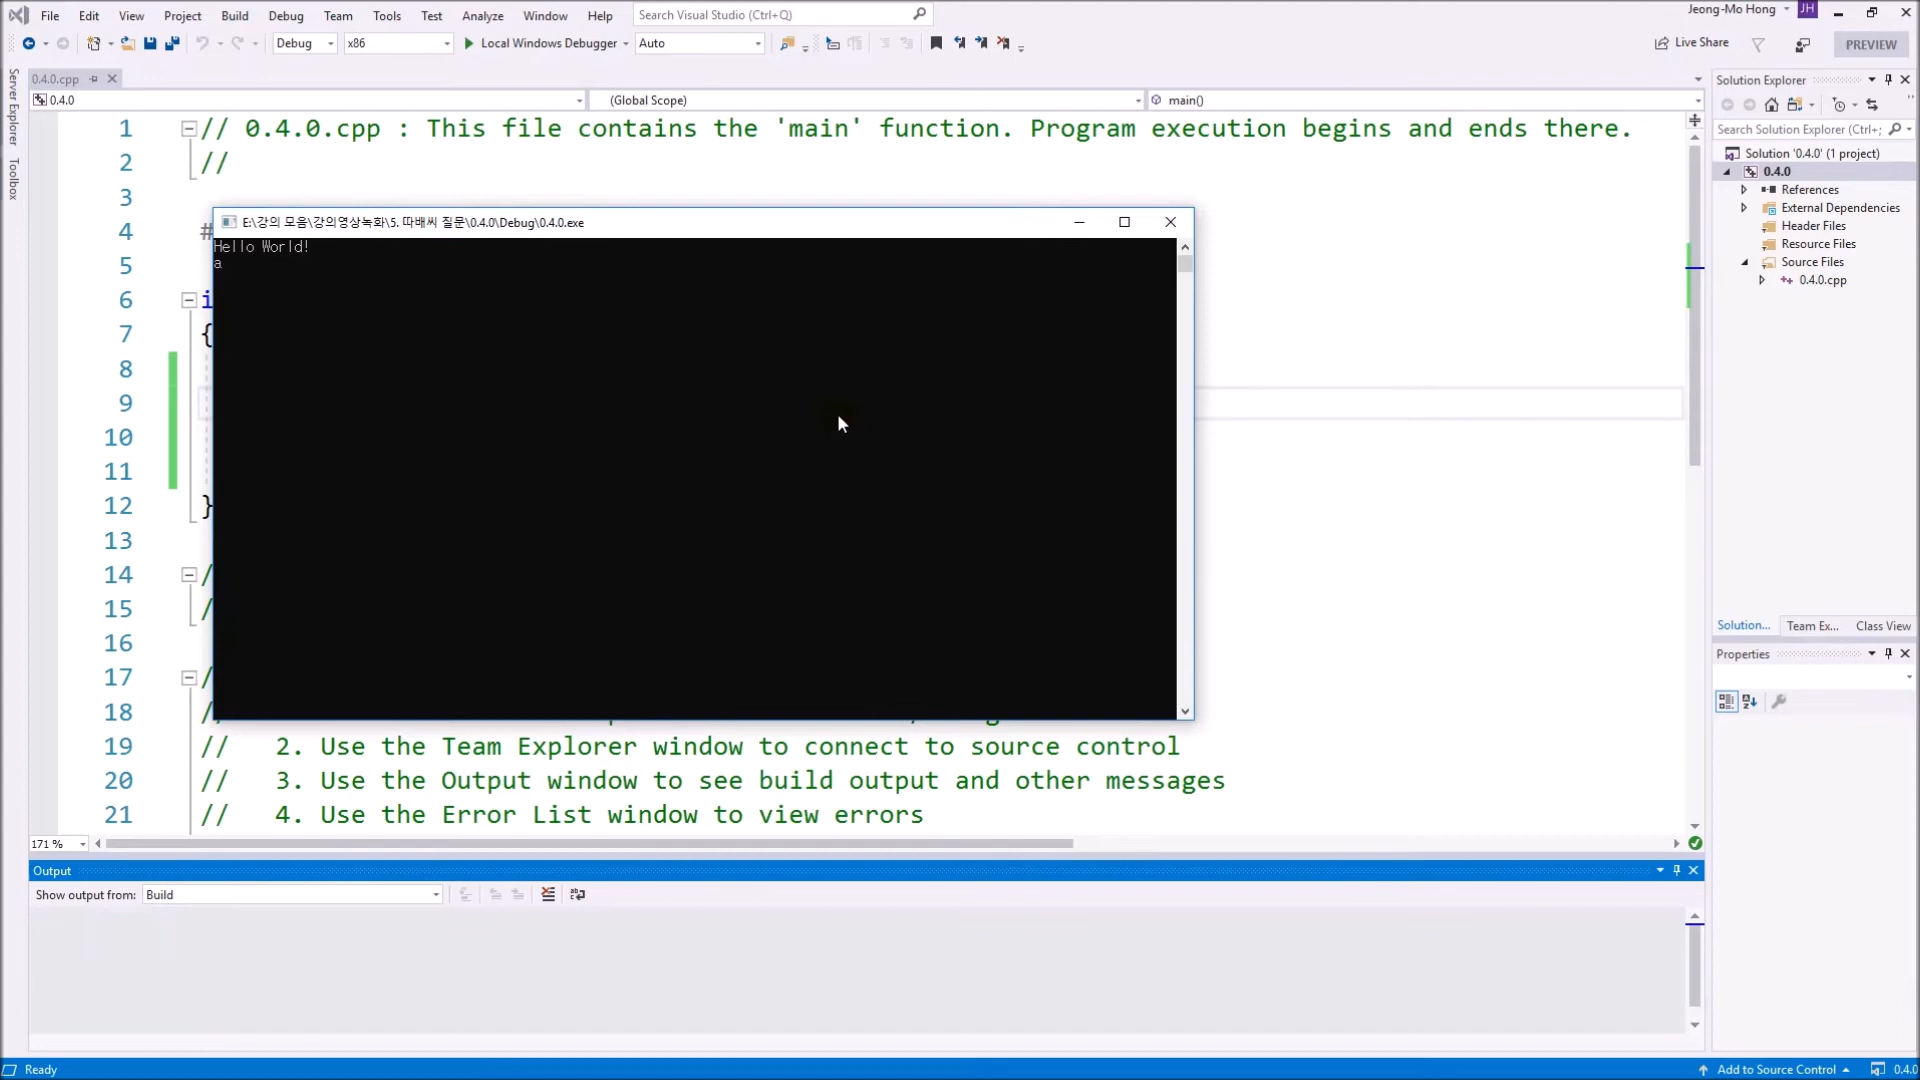 File Edit View Project Build Debug Team Tools Test Analyze Window Help Search Visual Studio (Ctrl+Q) Jeong-Mo Hong JH
Debug x86 Local Windows Debugger Auto Live Share PREVIEW
Server Explorer
Toolbox
0.4.0.cpp
0.4.0 (Global Scope) main()
1 // 0.4.0.cpp : This file contains the 'main' function. Program execution begins and ends there.
2 //
3
4 #
5
6 i
7 {
8
9
10
11
12 }
13
14 /
15 /
16
17 /
18 /
19 // 2. Use the Team Explorer window to connect to source control
20 // 3. Use the Output window to see build output and other messages
21 // 4. Use the Error List window to view errors
E:\강의 모음\강의영상녹화\5. 따배씨 질문\0.4.0\Debug\0.4.0.exe
Hello World!
a
171 %
Output
Show output from: Build
Solution Explorer
Search Solution Explorer (Ctrl+;
Solution '0.4.0' (1 project)
0.4.0
References
External Dependencies
Header Files
Resource Files
Source Files
0.4.0.cpp
Solution... Team Ex... Class View
Properties
Ready Add to Source Control 0.4.0